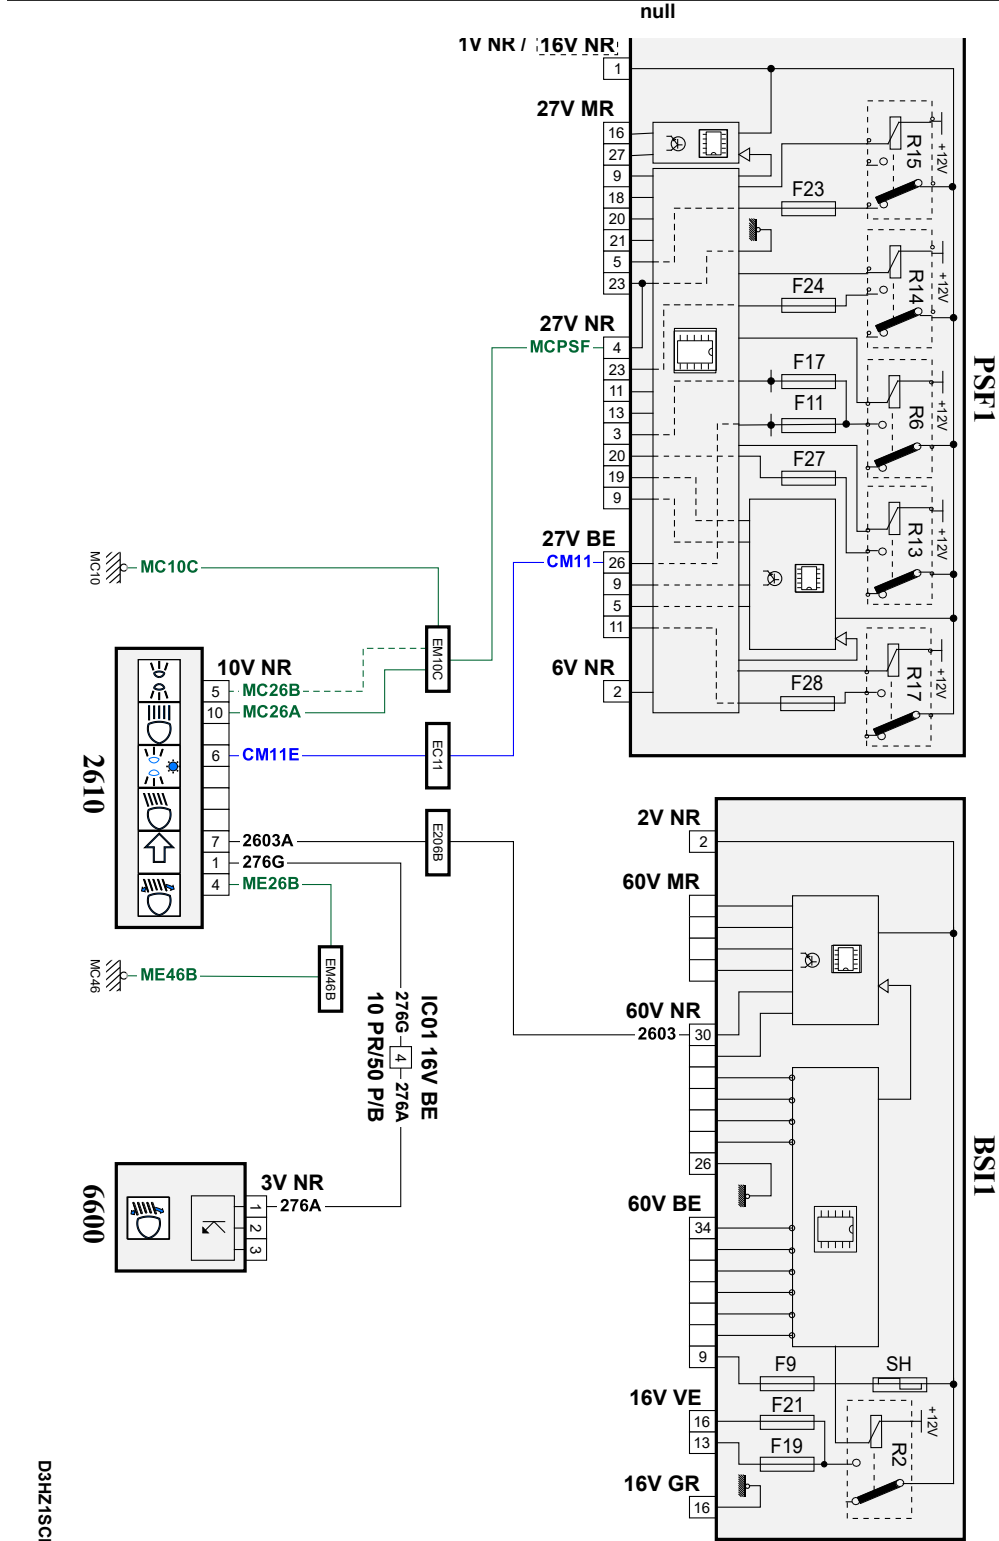 null
1V NR / 16V NR
1
27V MR
16
27
9
18
20
21
5
23
27V NR
MCPSF
4
23
11
13
3
20
19
9
27V BE
CM11
26
9
5
11
6V NR
2
F23
F24
F17
F11
F27
F28
R15
+12V
R14
+12V
R6
+12V
R13
+12V
R17
+12V
PSF1
MC10
MC10C
EM10C
10V NR
5
MC26B
10
MC26A
6
CM11E
EC11
7
2603A
E206B
1
276G
4
ME26B
2610
EM46B
MC46
ME46B
276G
4
276A
IC01 16V BE
10 PR/50 P/B
3V NR
1
276A
2
3
6600
2V NR
2
60V MR
60V NR
2603
30
26
60V BE
34
9
F9
SH
16V VE
16
F21
13
F19
R2
+12V
16V GR
16
BSI1